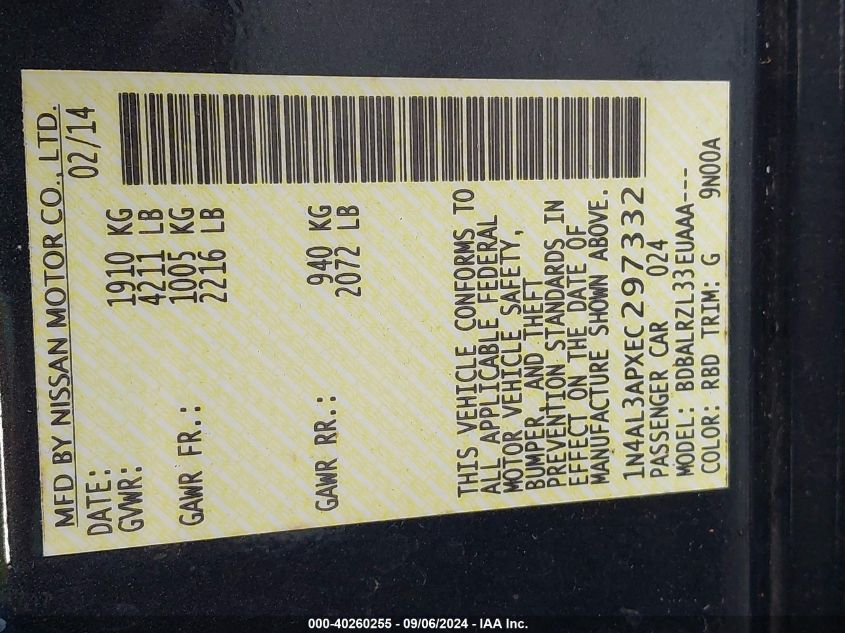 MFD BY NISSAN MOTOR CO., LTD.
DATE: 02/14
GVWR: 1910 KG
4211 LB
GAWR FR.: 1005 KG
2216 LB
GAWR RR.: 940 KG
2072 LB
THIS VEHICLE CONFORMS TO
ALL APPLICABLE FEDERAL
MOTOR VEHICLE SAFETY,
BUMPER, AND THEFT
PREVENTION STANDARDS IN
EFFECT ON THE DATE OF
MANUFACTURE SHOWN ABOVE.
1N4AL3APXEC297332
PASSENGER CAR 024
MODEL: BDBALRZL33EUAAA---
COLOR: RBD TRIM: G 9N00A
000-40260255 - 09/06/2024 - IAA Inc.